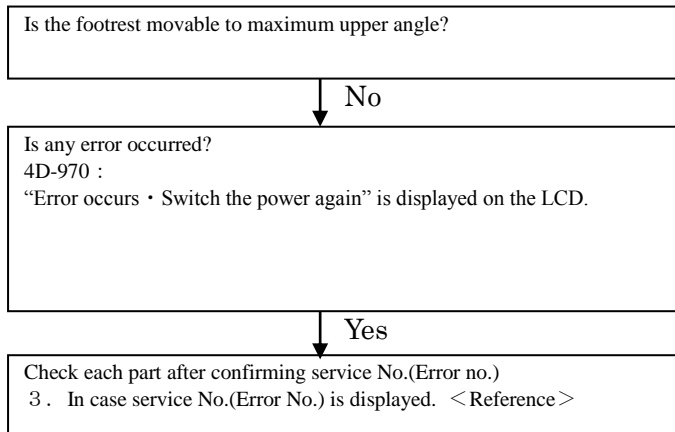 Is the footrest movable to maximum upper angle?
No
Is any error occurred?
4D-970：
“Error occurs・Switch the power again” is displayed on the LCD.
Yes
Check each part after confirming service No.(Error no.)
３．In case service No.(Error No.) is displayed. ＜Reference＞